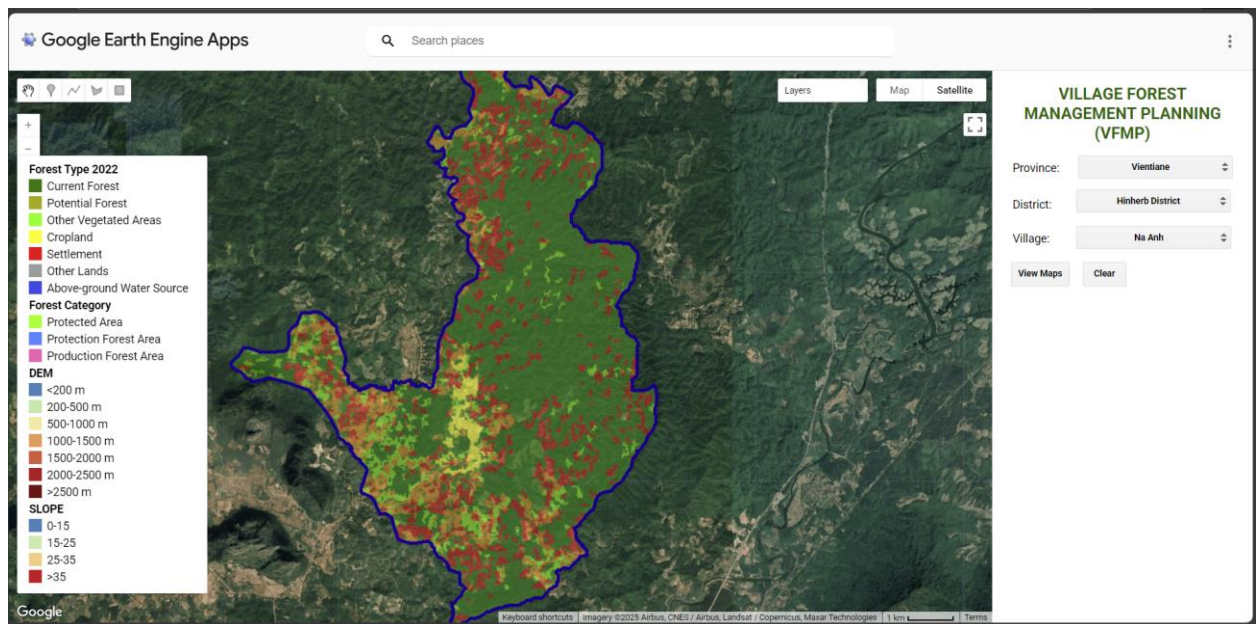 Google Earth Engine Apps
Search places
Layers
Map
Satellite
+
−
Forest Type 2022
Current Forest
Potential Forest
Other Vegetated Areas
Cropland
Settlement
Other Lands
Above-ground Water Source
Forest Category
Protected Area
Protection Forest Area
Production Forest Area
DEM
<200 m
200-500 m
500-1000 m
1000-1500 m
1500-2000 m
2000-2500 m
>2500 m
SLOPE
0-15
15-25
25-35
>35
Google
Keyboard shortcuts
Imagery ©2025 Airbus, CNES / Airbus, Landsat / Copernicus, Maxar Technologies
1 km
Terms
VILLAGE FOREST
MANAGEMENT PLANNING
(VFMP)
Province:
Vientiane
District:
Hinherb District
Village:
Na Anh
View Maps
Clear